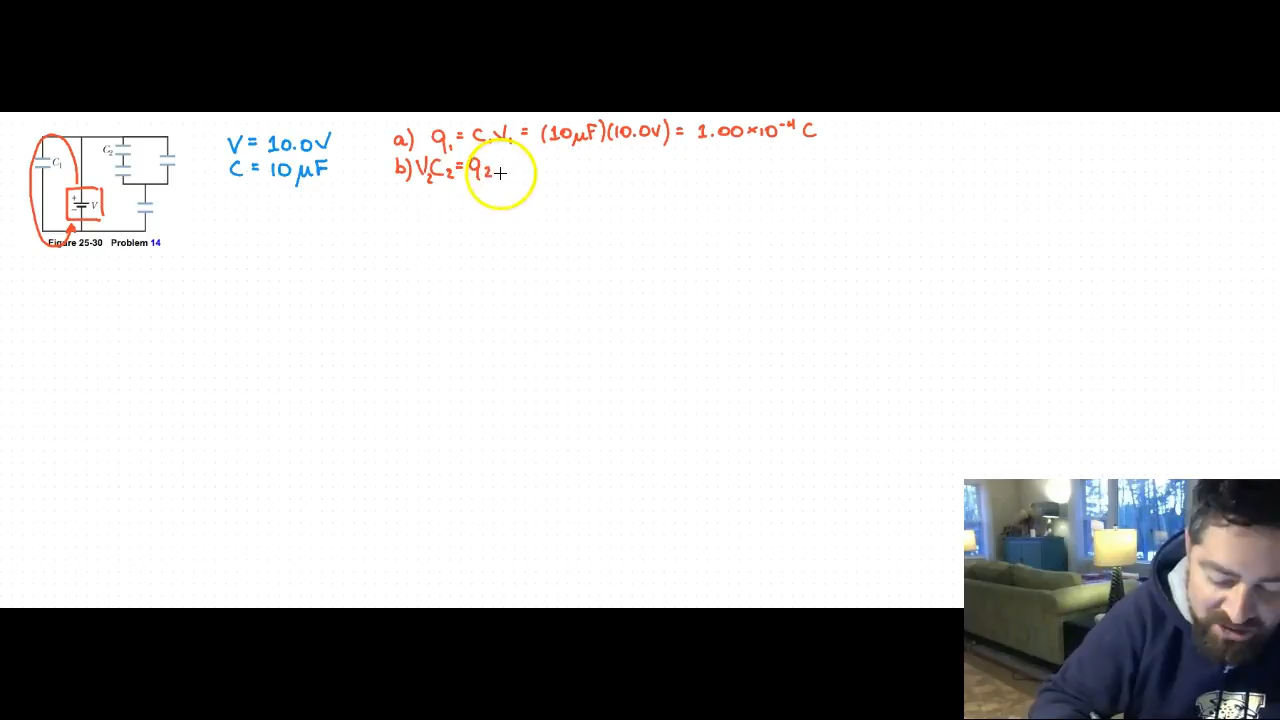 V = 10.0V
C = 10 μF
a) q₁ = C₁V₁ = (10μF)(10.0V) = 1.00×10⁻⁴ C
b) V₂C₂ = q₂
C₁
C₂
+
−
V
Figure 25-30 Problem 14